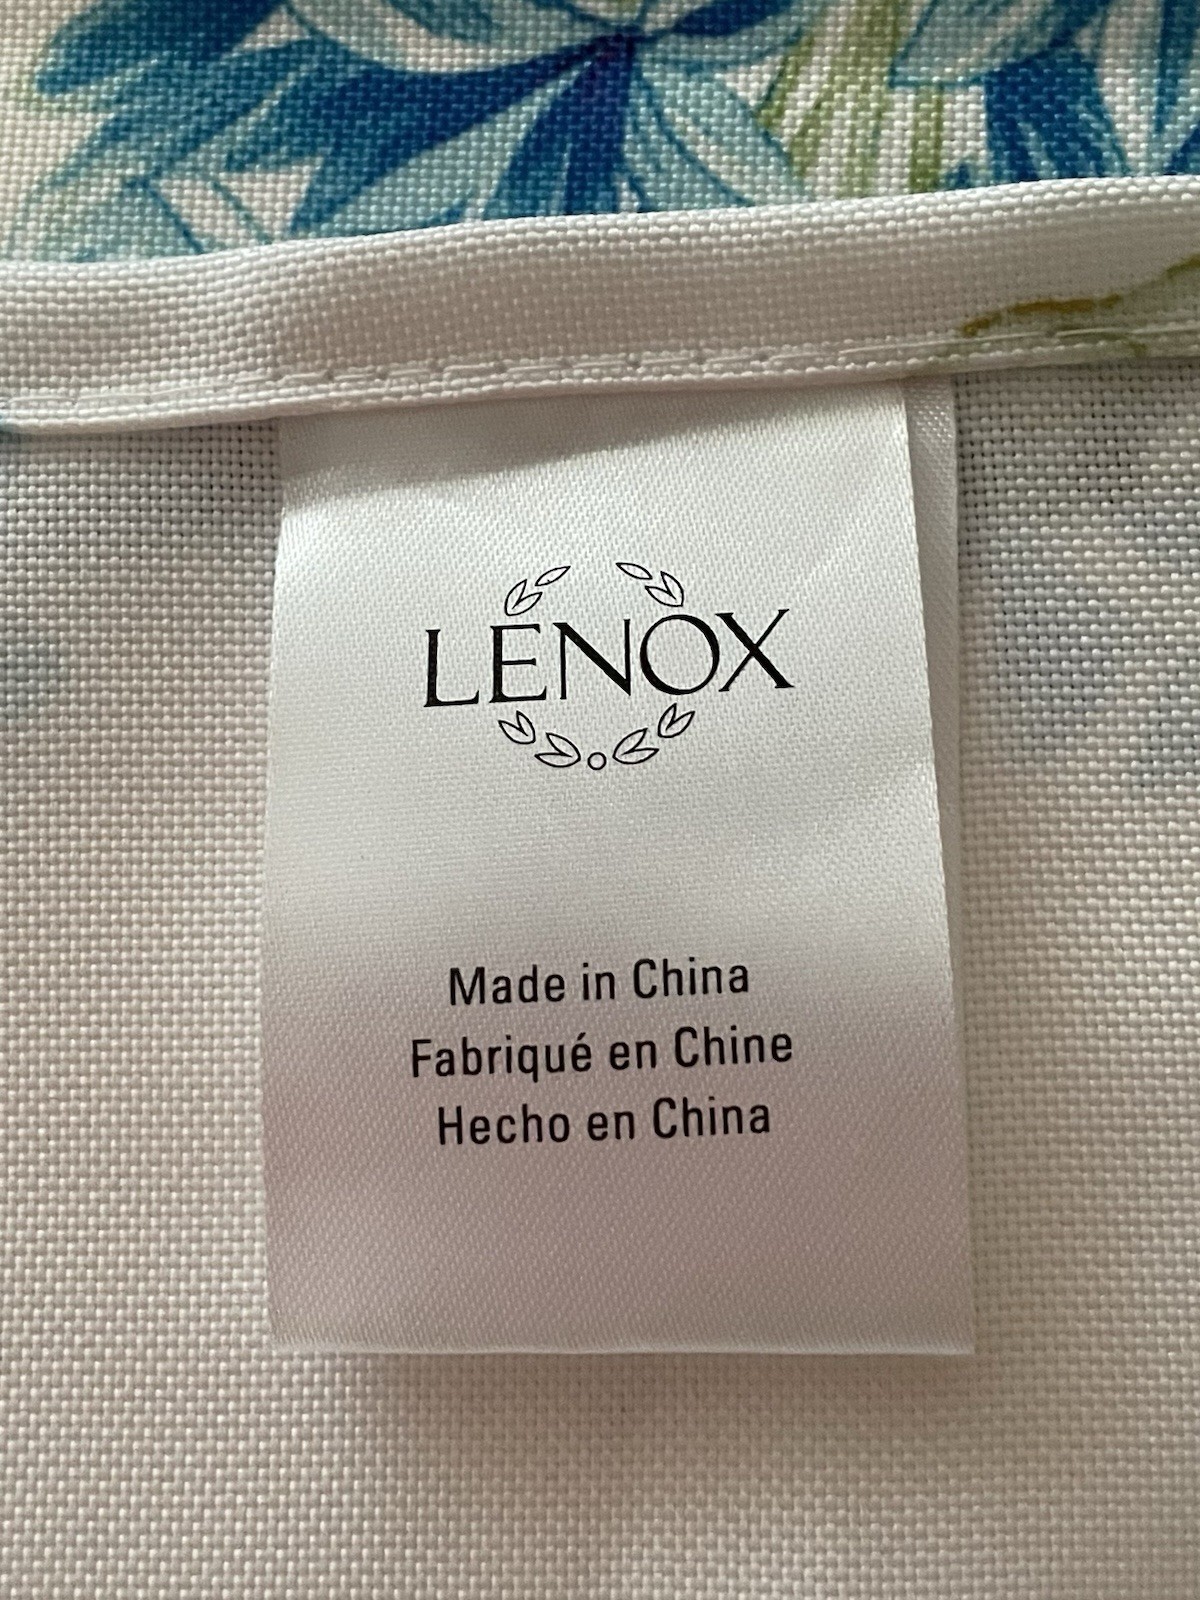 LENOX
Made in China
Fabriqué en Chine
Hecho en China